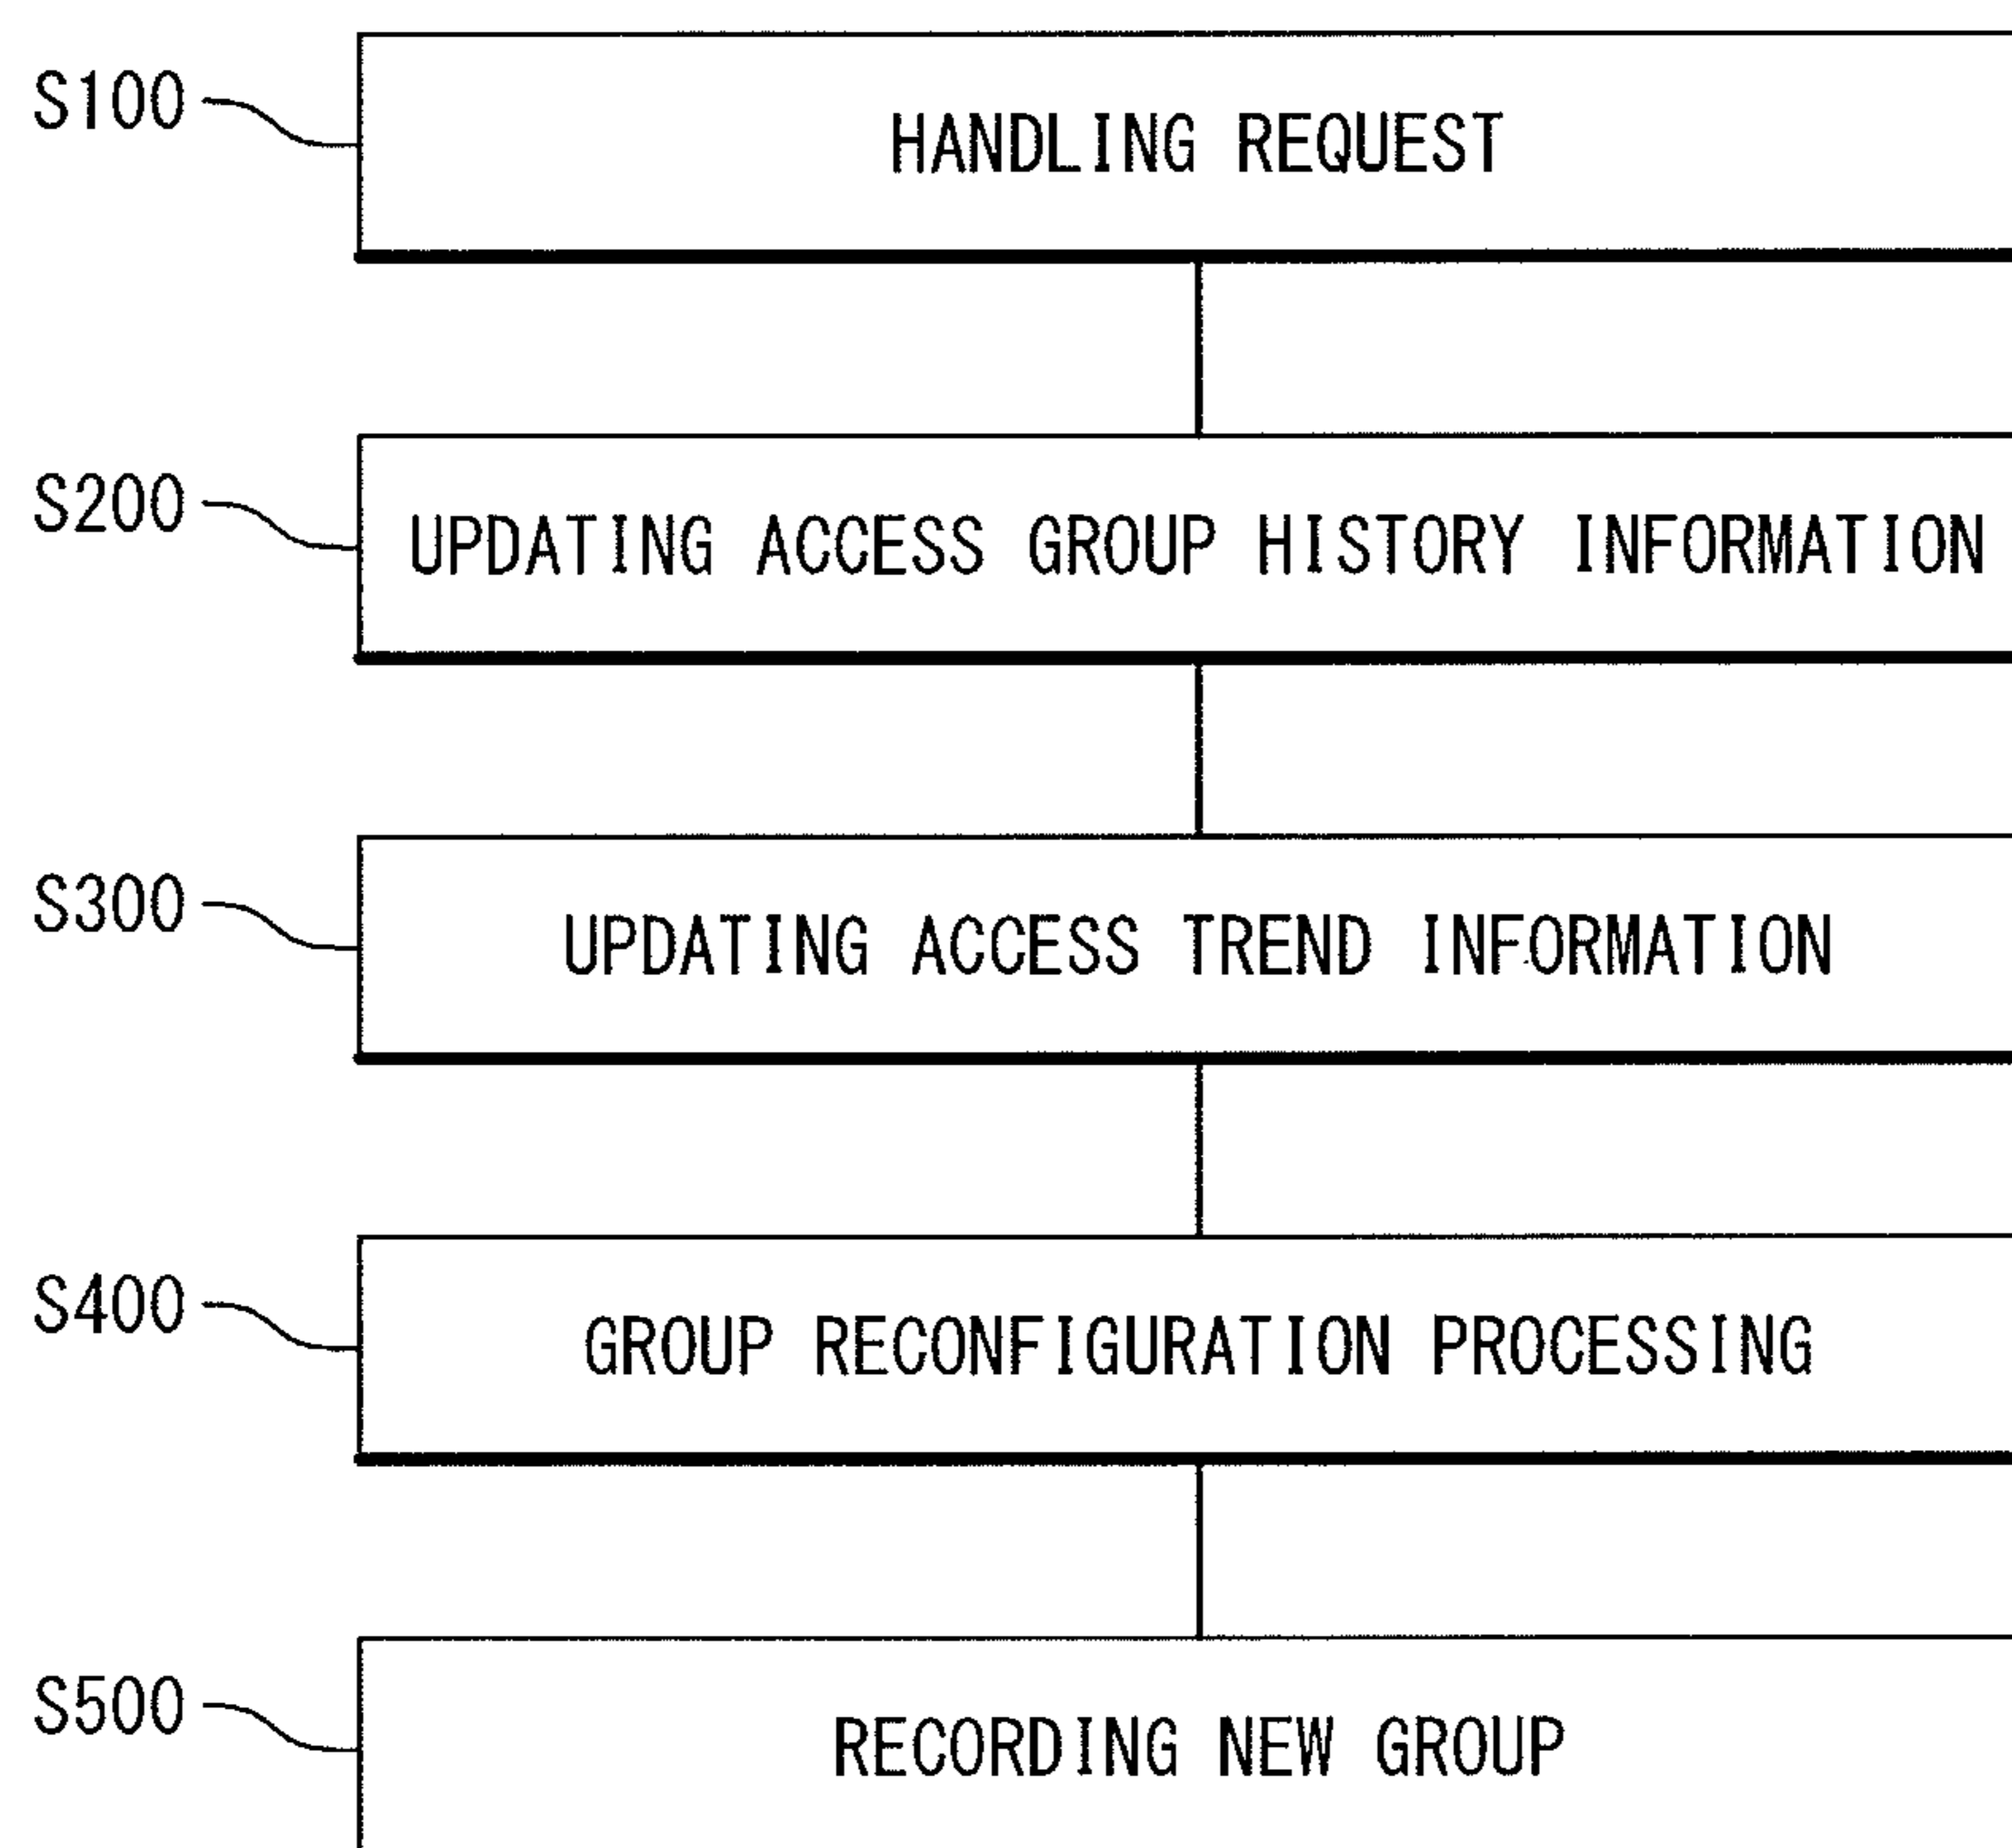 S100
HANDLING REQUEST
S200
UPDATING ACCESS GROUP HISTORY INFORMATION
S300
UPDATING ACCESS TREND INFORMATION
S400
GROUP RECONFIGURATION PROCESSING
S500
RECORDING NEW GROUP